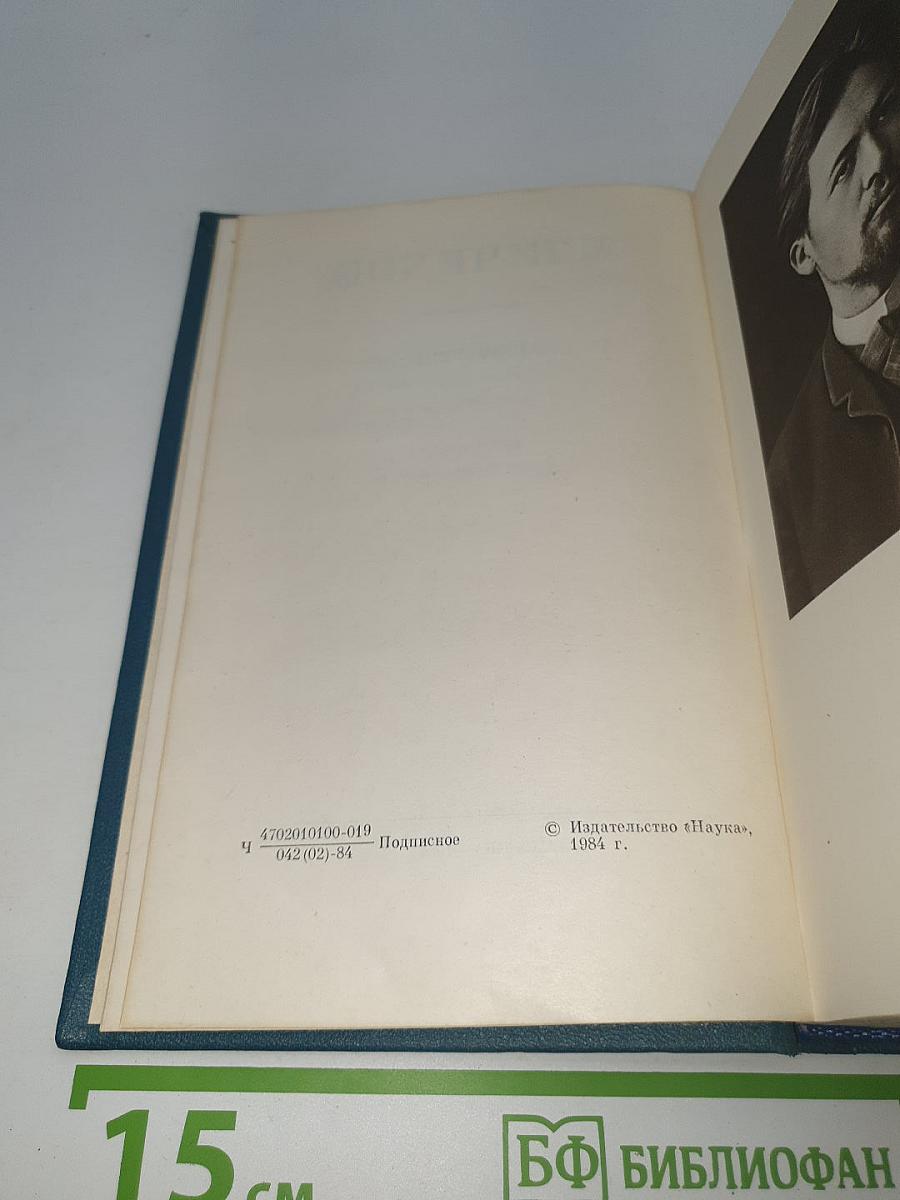 Ч 4702010100-019
042(02)-84 Подписное
© Издательство «Наука»,
1984 г.
15 см
БФ БИБЛИОФАН